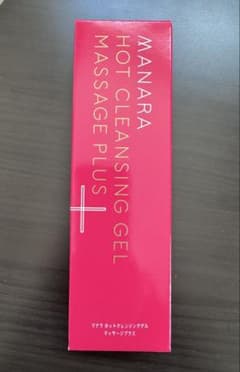 MANARA
HOT CLEANSING GEL
MASSAGE PLUS
マナラ ホットクレンジングゲル
マッサージプラス